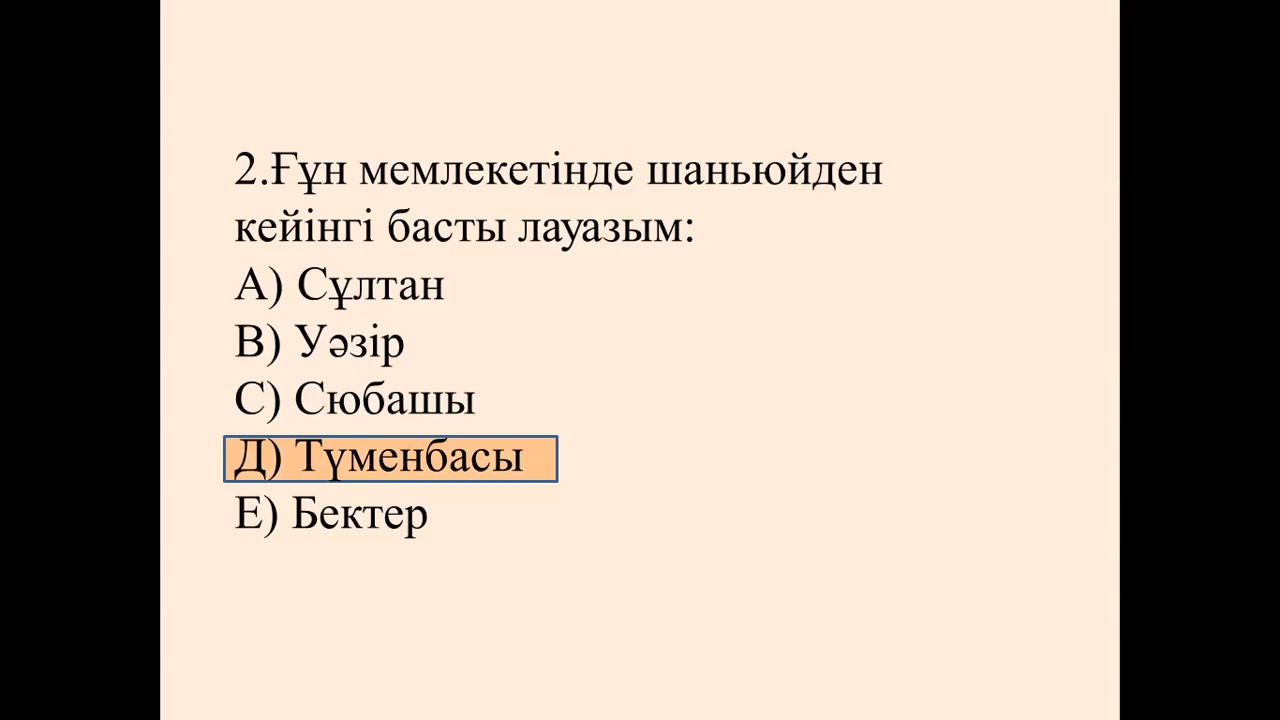 2.Ғұн мемлекетінде шаньюйден
кейінгі басты лауазым:
А) Сұлтан
В) Уәзір
С) Сюбашы
Д) Түменбасы
Е) Бектер